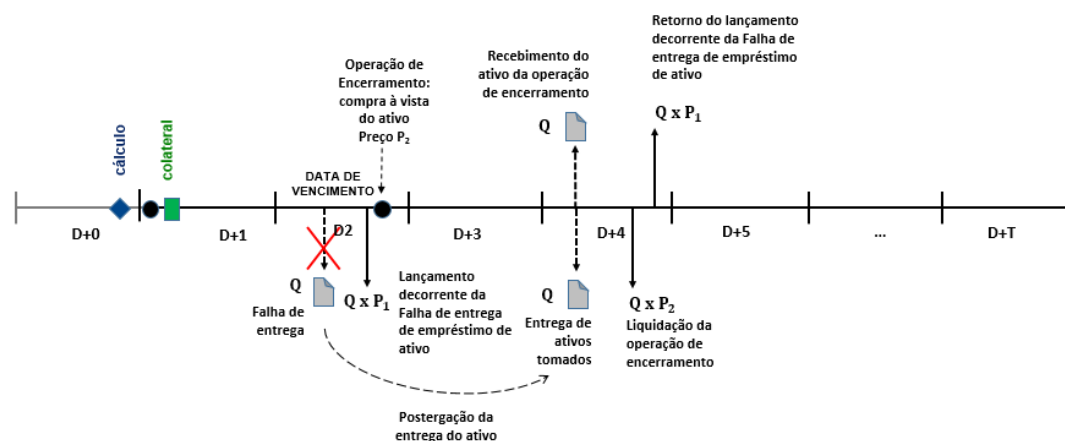 Retorno do lançamento
decorrente da Falha de
entrega de empréstimo
de ativo
Recebimento do
ativo da operação
de encerramento
Operação de
Encerramento:
compra à vista
do ativo
Preço P₂
Q
Q x P₁
cálculo
colateral
DATA DE
VENCIMENTO
D+0
D+1
D2
D+3
D+4
D+5
...
D+T
Q
Falha de
entrega
Q x P₁
Lançamento
decorrente da
Falha de entrega
de empréstimo de
ativo
Q
Entrega de
ativos
tomados
Q x P₂
Liquidação da
operação de
encerramento
Postergação da
entrega do ativo